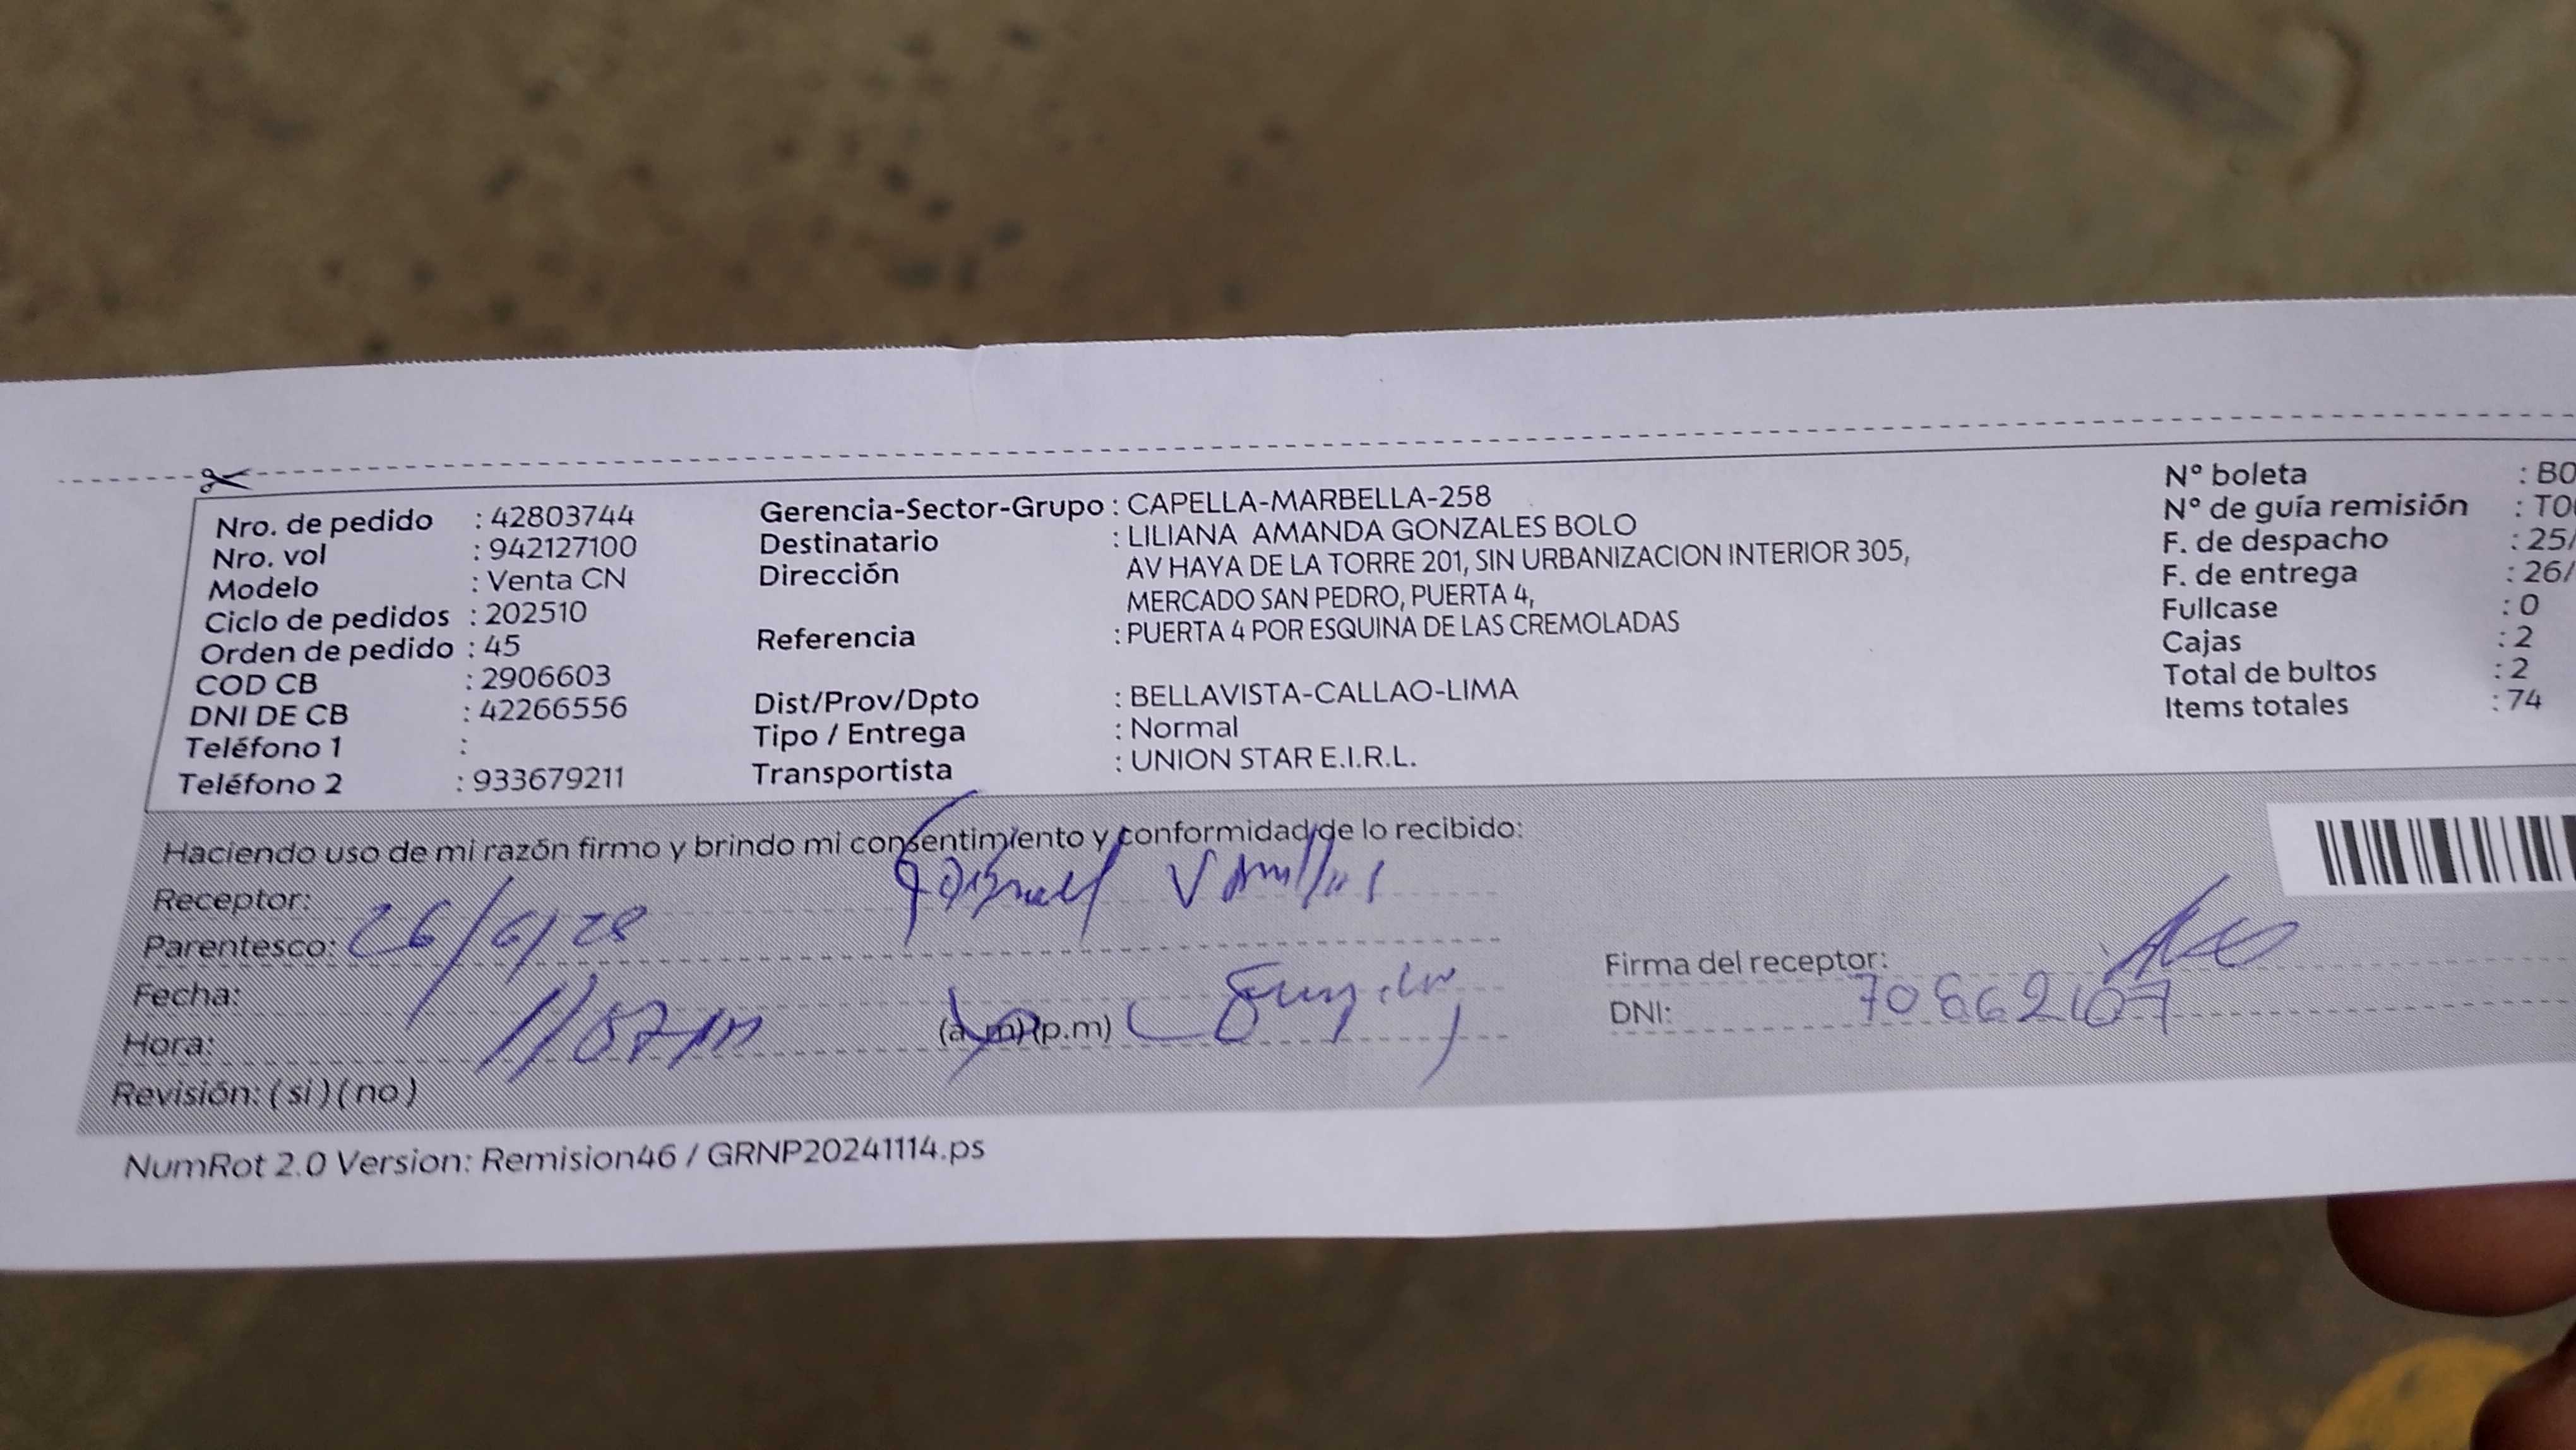 Nro. de pedido : 42803744
Nro. vol : 942127100
Modelo : Venta CN
Ciclo de pedidos : 202510
Orden de pedido : 45
COD CB : 2906603
DNI DE CB : 42266556
Teléfono 1 :
Teléfono 2 : 933679211
Gerencia-Sector-Grupo : CAPELLA-MARBELLA-258
Destinatario : LILIANA AMANDA GONZALES BOLO
Dirección AV HAYA DE LA TORRE 201, SIN URBANIZACION INTERIOR 305,
MERCADO SAN PEDRO, PUERTA 4,
Referencia : PUERTA 4 POR ESQUINA DE LAS CREMOLADAS
Dist/Prov/Dpto : BELLAVISTA-CALLAO-LIMA
Tipo / Entrega : Normal
Transportista : UNION STAR E.I.R.L.
N° boleta : B0
N° de guía remisión : T0
F. de despacho : 25/
F. de entrega : 26/
Fullcase : 0
Cajas : 2
Total de bultos : 2
Items totales : 74
Haciendo uso de mi razón firmo y brindo mi consentimiento y conformidad de lo recibido:
Receptor:
Parentesco:
Fecha:
Hora: (a.m)(p.m)
Revisión: ( si ) ( no )
Firma del receptor:
DNI:
NumRot 2.0 Version: Remision46 / GRNP20241114.ps